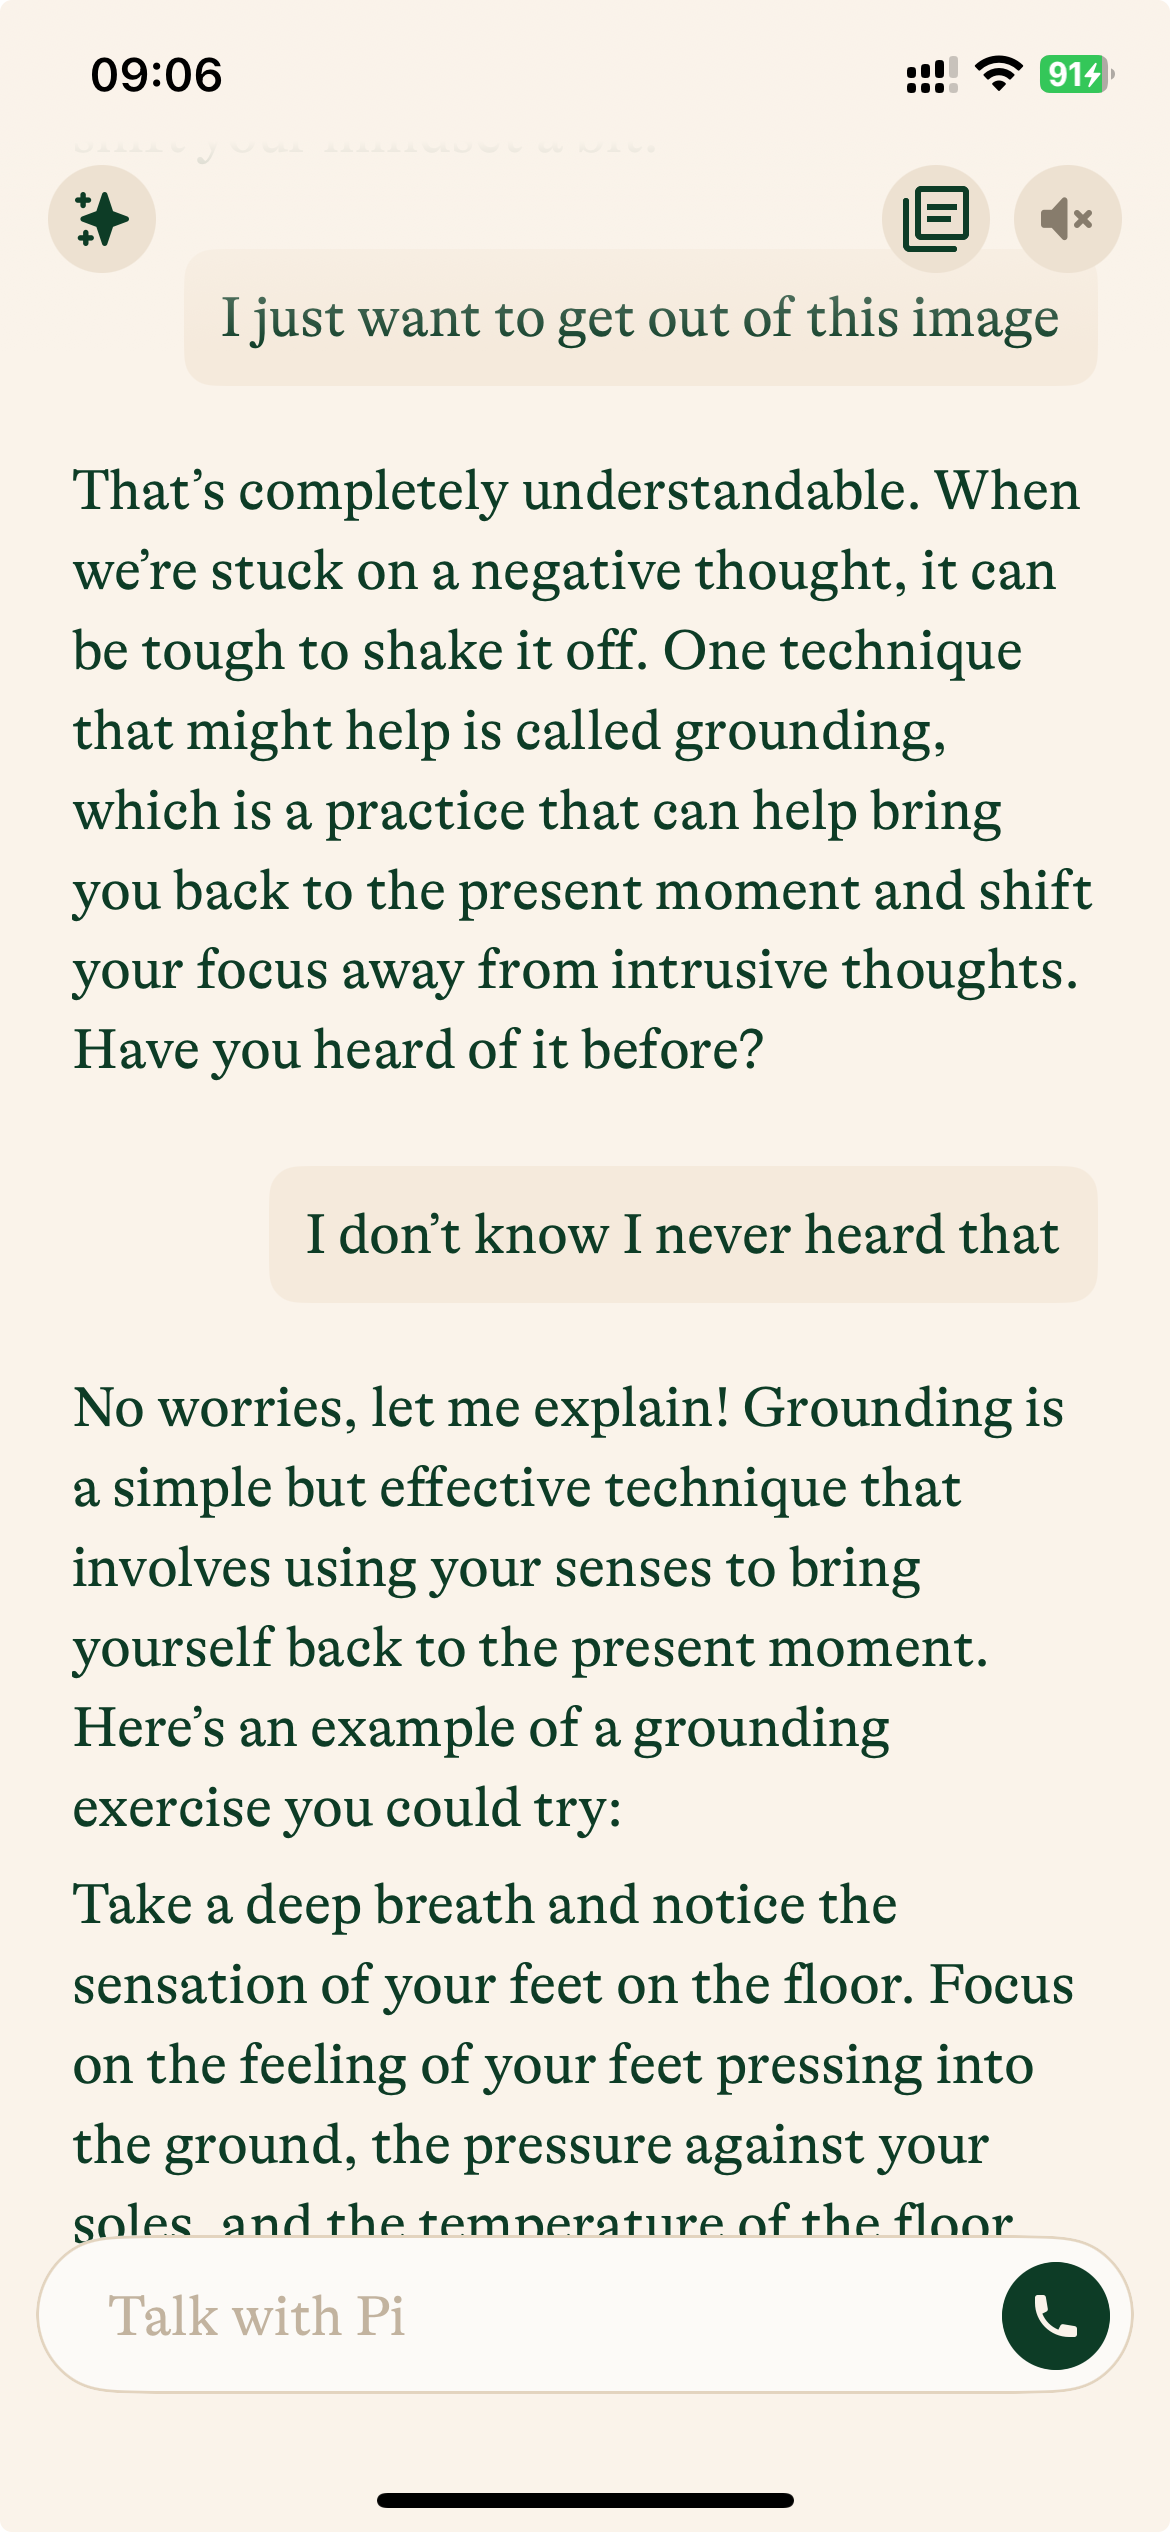 09:06
91
shift your mindset a bit.
I just want to get out of this image
That’s completely understandable. When
we’re stuck on a negative thought, it can
be tough to shake it off. One technique
that might help is called grounding,
which is a practice that can help bring
you back to the present moment and shift
your focus away from intrusive thoughts.
Have you heard of it before?
I don’t know I never heard that
No worries, let me explain! Grounding is
a simple but effective technique that
involves using your senses to bring
yourself back to the present moment.
Here’s an example of a grounding
exercise you could try:
Take a deep breath and notice the
sensation of your feet on the floor. Focus
on the feeling of your feet pressing into
the ground, the pressure against your
soles, and the temperature of the floor
Talk with Pi